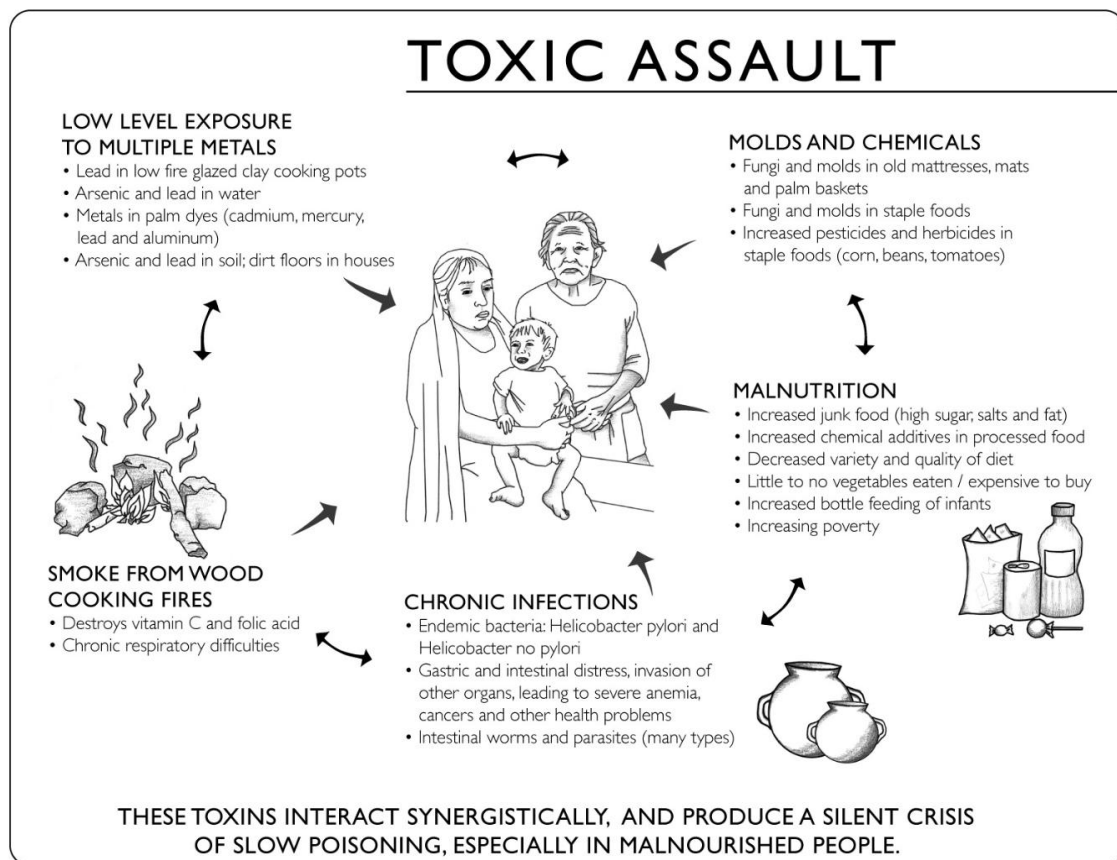 TOXIC ASSAULT
LOW LEVEL EXPOSURE
TO MULTIPLE METALS
• Lead in low fire glazed clay cooking pots
• Arsenic and lead in water
• Metals in palm dyes (cadmium, mercury,
lead and aluminum)
• Arsenic and lead in soil; dirt floors in houses
MOLDS AND CHEMICALS
• Fungi and molds in old mattresses, mats
and palm baskets
• Fungi and molds in staple foods
• Increased pesticides and herbicides in
staple foods (corn, beans, tomatoes)
MALNUTRITION
• Increased junk food (high sugar, salts and fat)
• Increased chemical additives in processed food
• Decreased variety and quality of diet
• Little to no vegetables eaten / expensive to buy
• Increased bottle feeding of infants
• Increasing poverty
SMOKE FROM WOOD
COOKING FIRES
• Destroys vitamin C and folic acid
• Chronic respiratory difficulties
CHRONIC INFECTIONS
• Endemic bacteria: Helicobacter pylori and
Helicobacter no pylori
• Gastric and intestinal distress, invasion of
other organs, leading to severe anemia,
cancers and other health problems
• Intestinal worms and parasites (many types)
THESE TOXINS INTERACT SYNERGISTICALLY, AND PRODUCE A SILENT CRISIS
OF SLOW POISONING, ESPECIALLY IN MALNOURISHED PEOPLE.